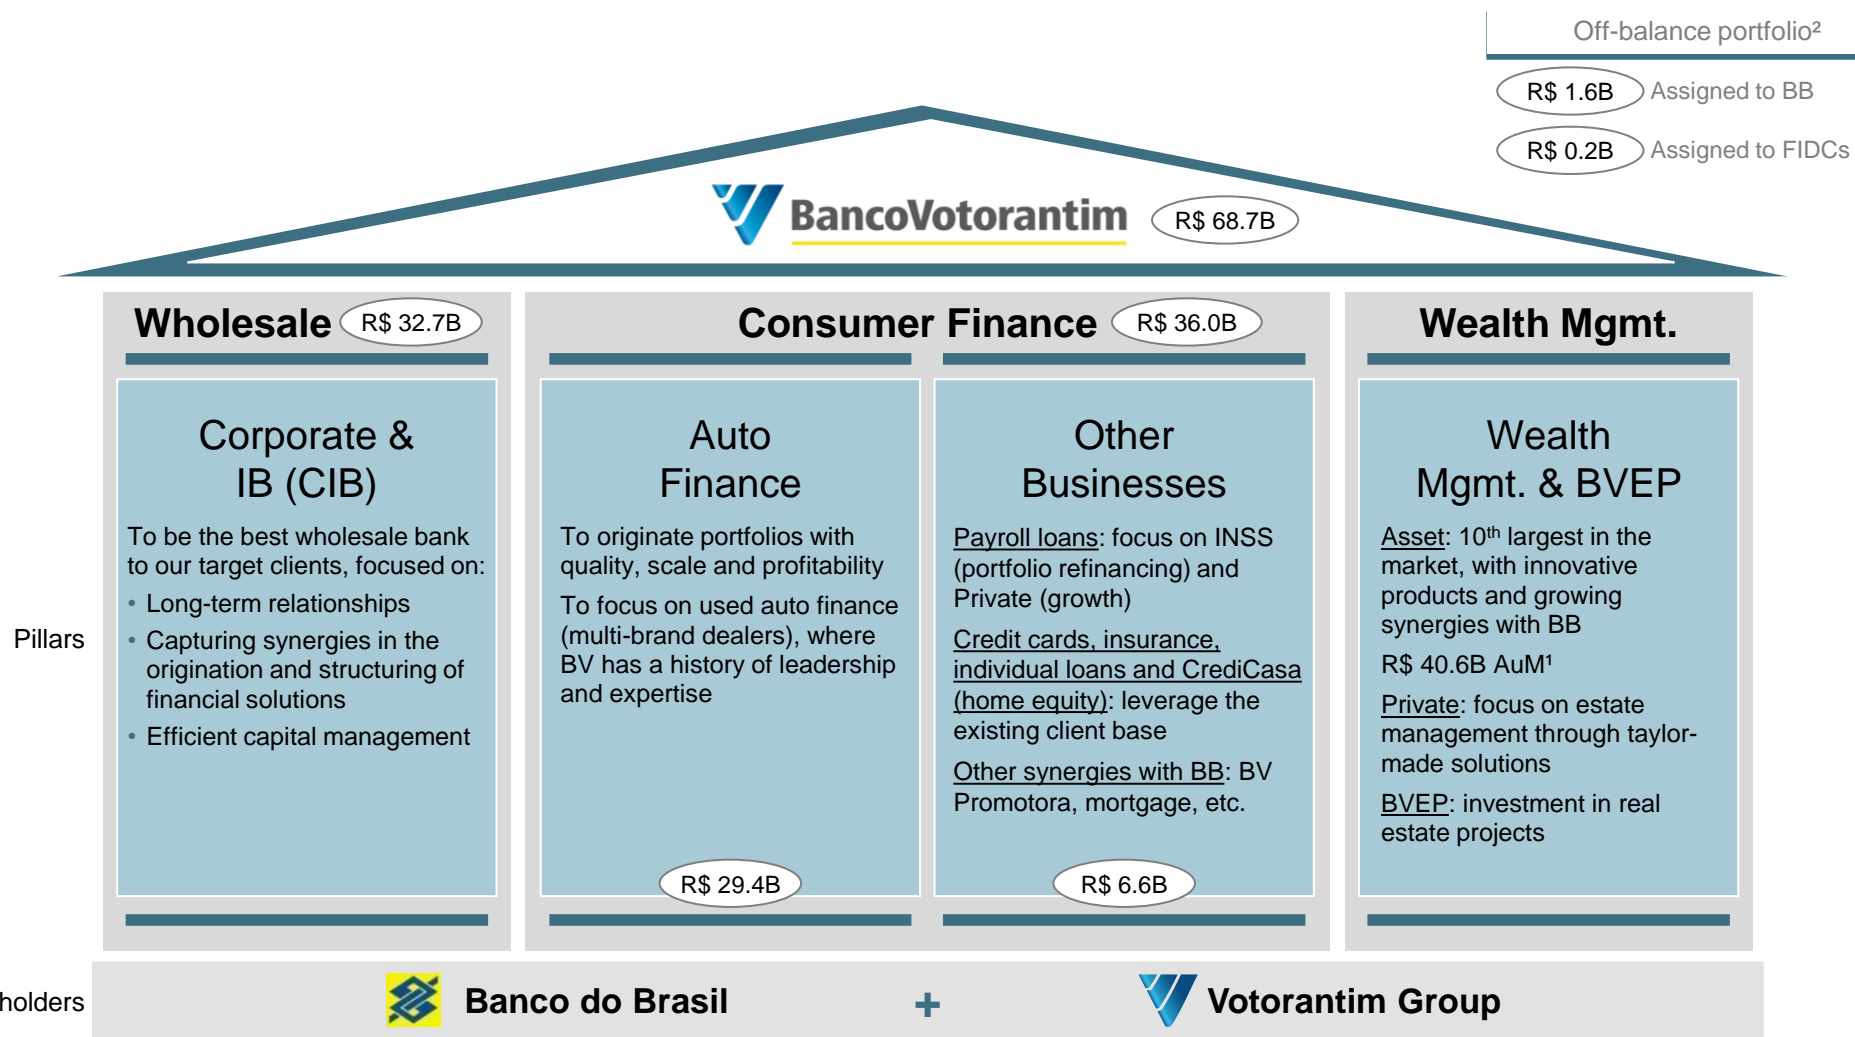 Off-balance portfolio²
R$ 1.6B Assigned to BB
R$ 0.2B Assigned to FIDCs
BancoVotorantim R$ 68.7B
Wholesale R$ 32.7B
Consumer Finance R$ 36.0B
Wealth Mgmt.
Pillars
Corporate &
IB (CIB)
To be the best wholesale bank
to our target clients, focused on:
• Long-term relationships
• Capturing synergies in the
origination and structuring of
financial solutions
• Efficient capital management
Auto
Finance
To originate portfolios with
quality, scale and profitability
To focus on used auto finance
(multi-brand dealers), where
BV has a history of leadership
and expertise
R$ 29.4B
Other
Businesses
Payroll loans: focus on INSS
(portfolio refinancing) and
Private (growth)
Credit cards, insurance,
individual loans and CrediCasa
(home equity): leverage the
existing client base
Other synergies with BB: BV
Promotora, mortgage, etc.
R$ 6.6B
Wealth
Mgmt. & BVEP
Asset: 10th largest in the
market, with innovative
products and growing
synergies with BB
R$ 40.6B AuM¹
Private: focus on estate
management through taylor-
made solutions
BVEP: investment in real
estate projects
holders
Banco do Brasil + Votorantim Group